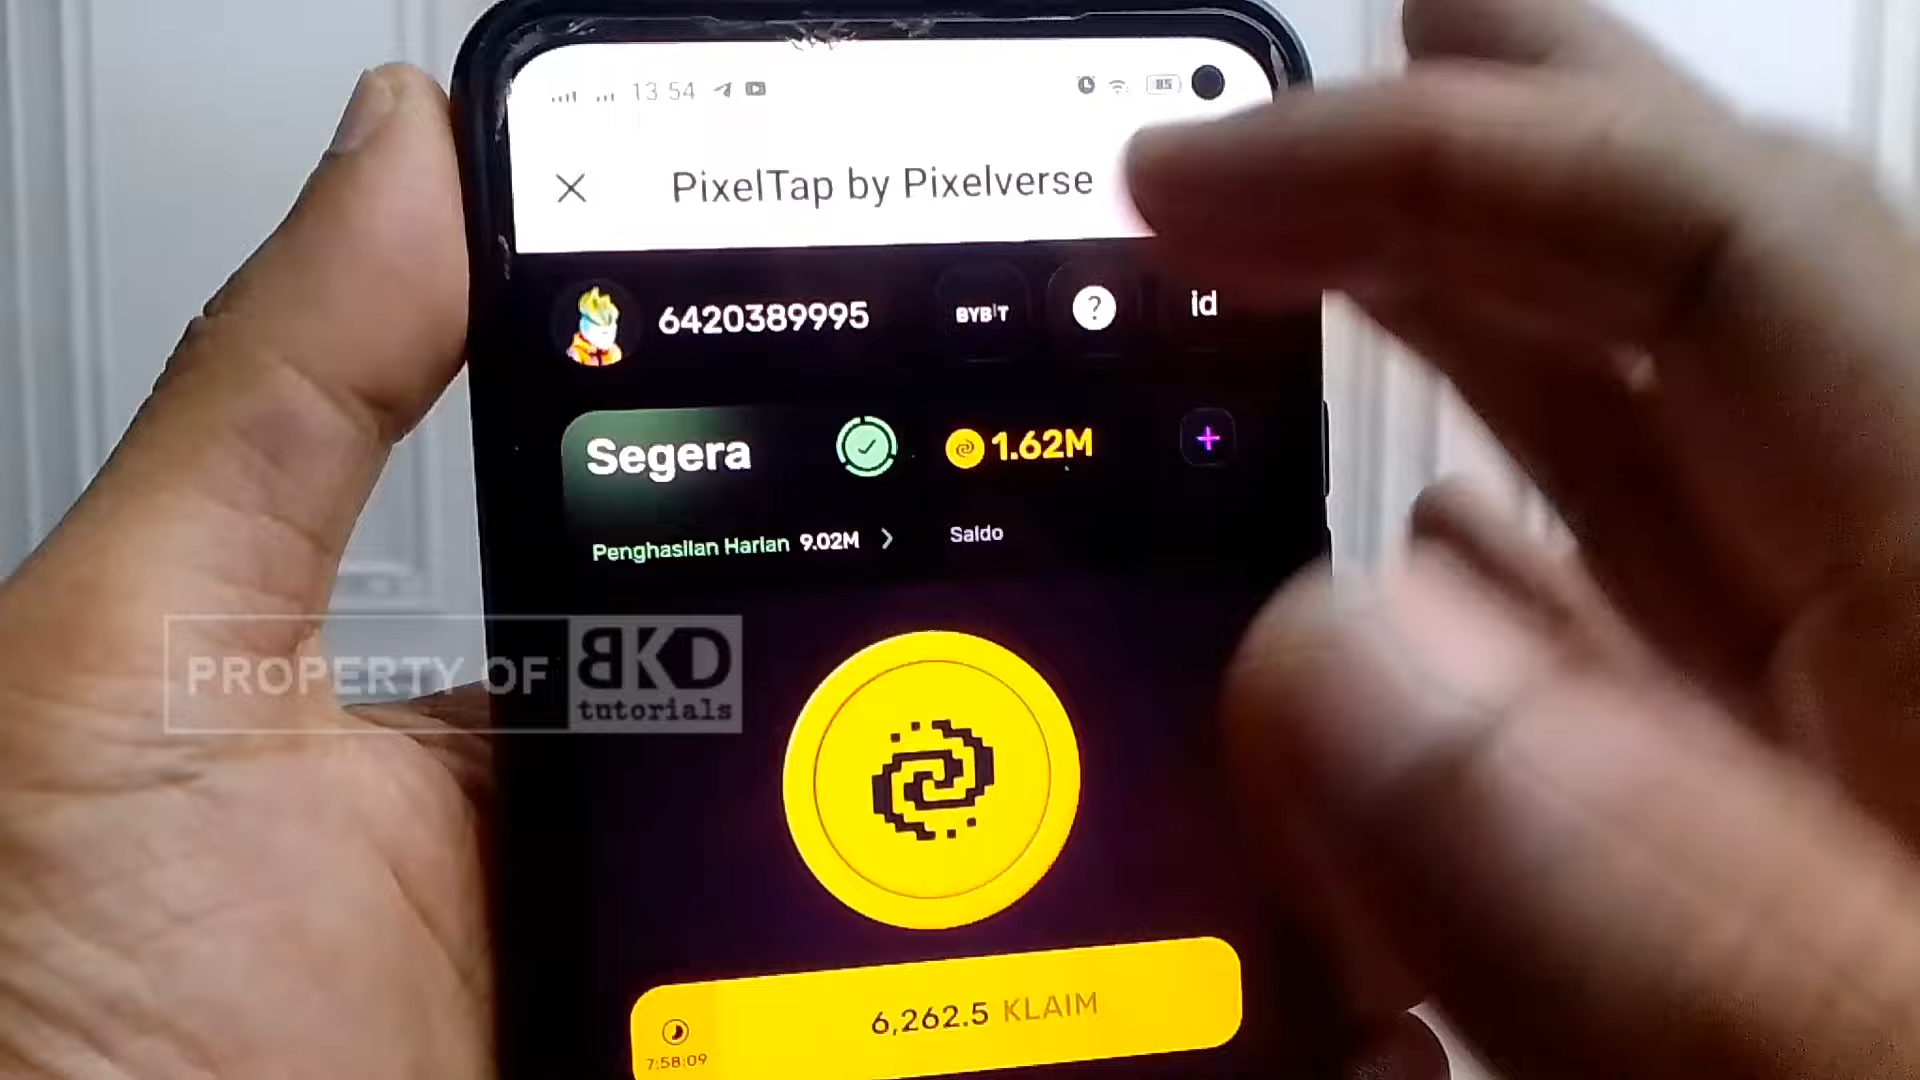 13 54
85
PixelTap by Pixelverse
6420389995
BYBIT
?
id
Segera
1.62M
+
Penghasilan Harian 9.02M
Saldo
PROPERTY OF BKD tutorials
6,262.5 KLAIM
7:58:09